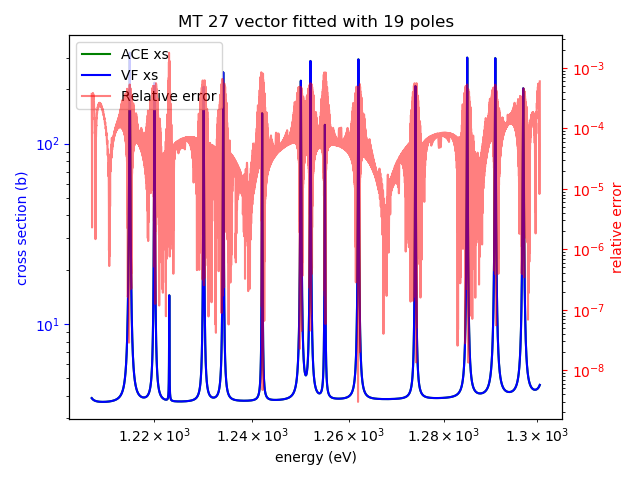 MT 27 vector fitted with 19 poles
ACE xs
VF xs
Relative error
cross section (b)
10²
10¹
relative error
10⁻³
10⁻⁴
10⁻⁵
10⁻⁶
10⁻⁷
10⁻⁸
1.22 × 10³ 1.24 × 10³ 1.26 × 10³ 1.28 × 10³ 1.3 × 10³
energy (eV)